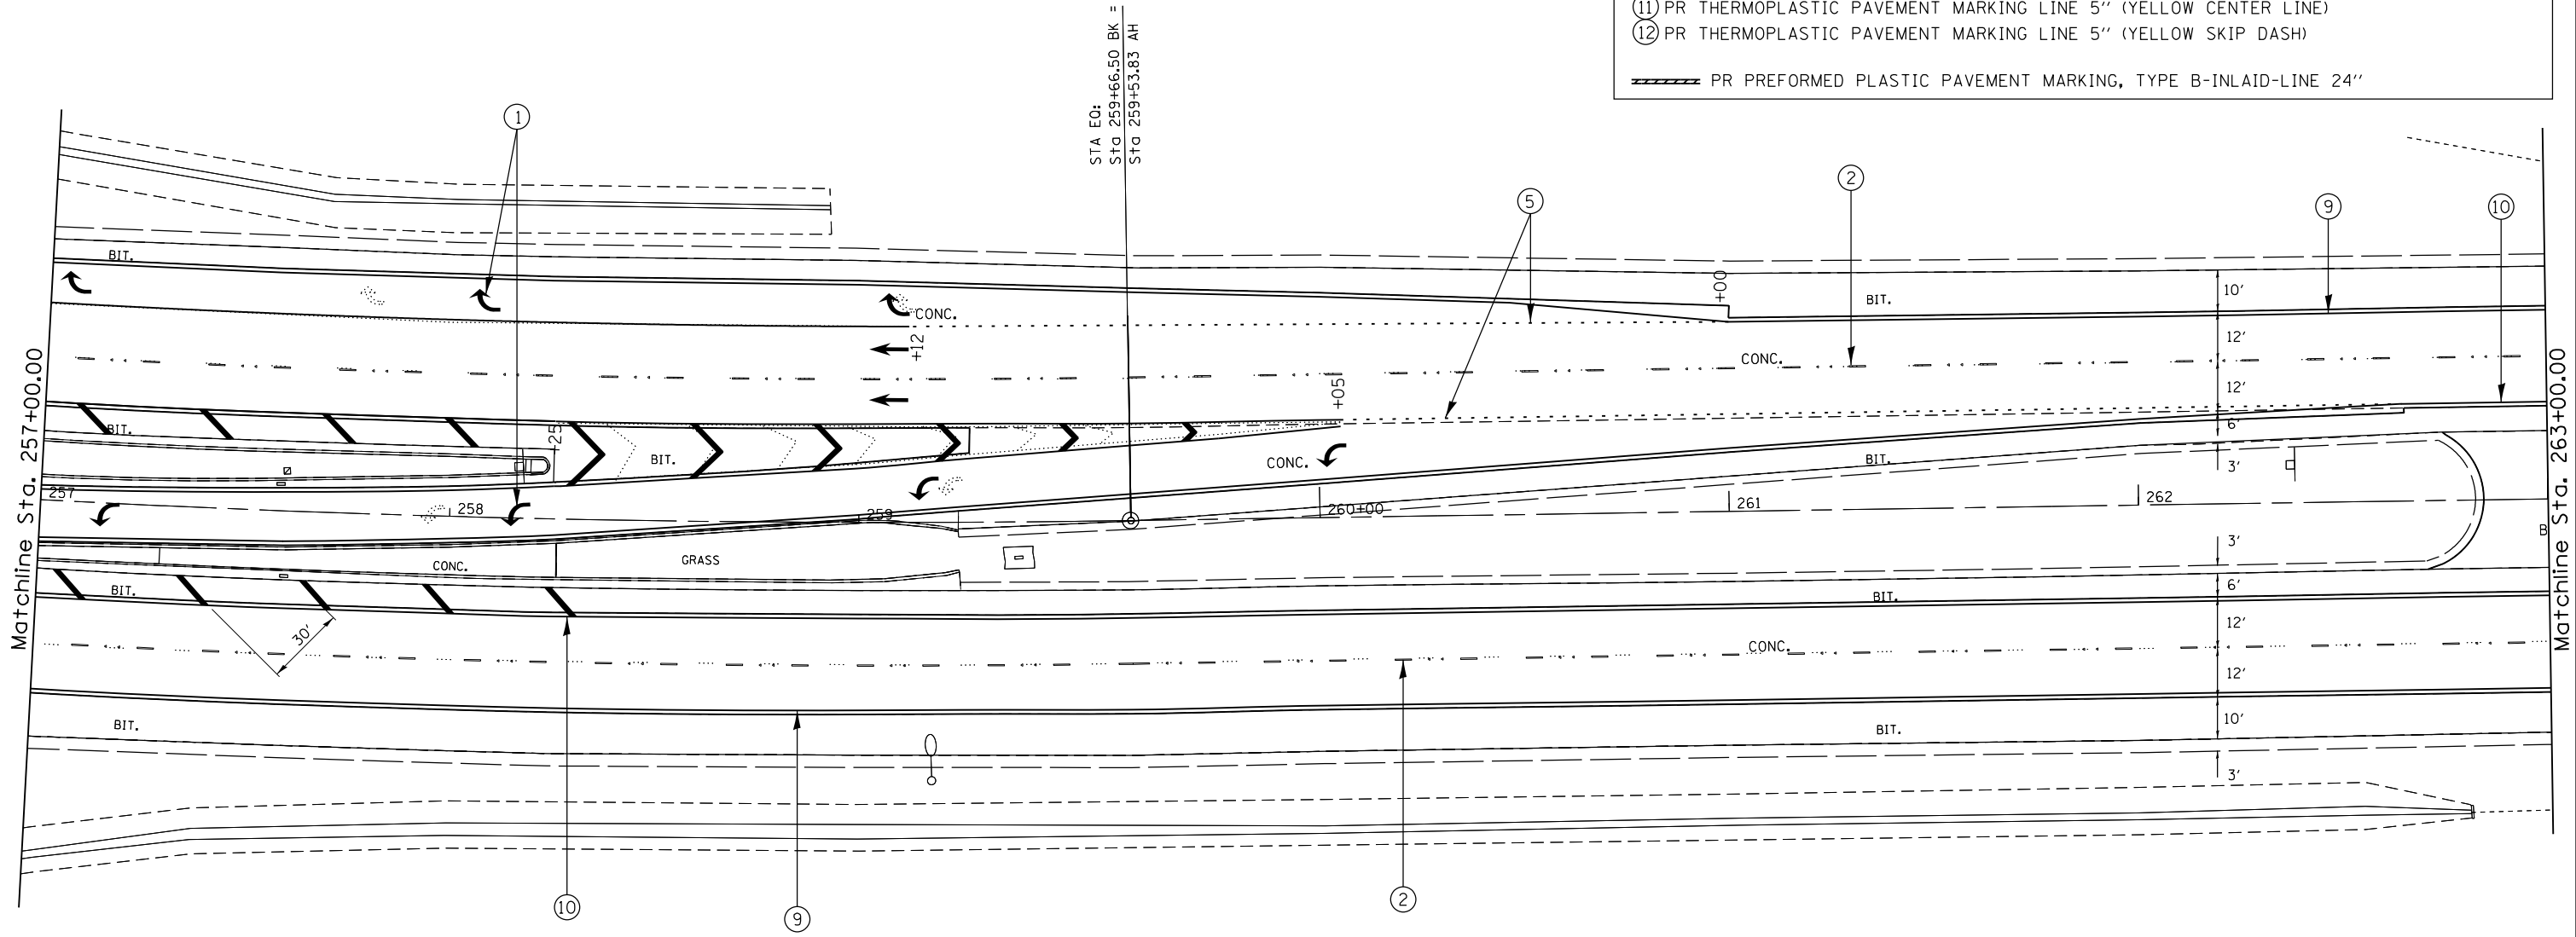 11 PR THERMOPLASTIC PAVEMENT MARKING LINE 5" (YELLOW CENTER LINE)
12 PR THERMOPLASTIC PAVEMENT MARKING LINE 5" (YELLOW SKIP DASH)
PR PREFORMED PLASTIC PAVEMENT MARKING, TYPE B-INLAID-LINE 24"
STA EQ:
Sta 259+66.50 BK =
Sta 259+53.83 AH
1
2
5
9
10
BIT.
+00
BIT.
10'
CONC.
+12
12'
CONC.
12'
+05
6'
BIT.
+25
BIT.
CONC.
BIT.
3'
Matchline Sta. 257+00.00
Matchline Sta. 263+00.00
257
258
259
260+00
261
262
B
3'
GRASS
CONC.
BIT.
6'
BIT.
30'
12'
CONC.
12'
BIT.
10'
BIT.
3'
10
9
2